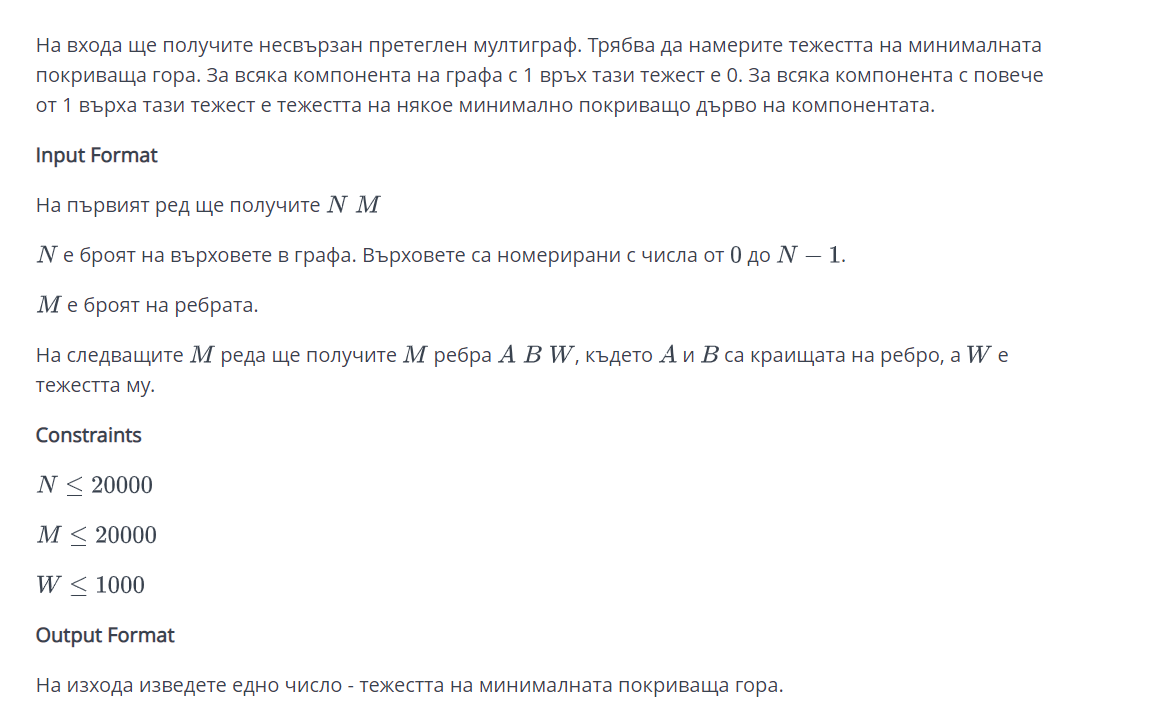 На входа ще получите несвързан претеглен мултиграф. Трябва да намерите тежестта на минималната
покриваща гора. За всяка компонента на графа с 1 връх тази тежест е 0. За всяка компонента с повече
от 1 върха тази тежест е тежестта на някое минимално покриващо дърво на компонентата.
Input Format
На първият ред ще получите N M
N е броят на върховете в графа. Върховете са номерирани с числа от 0 до N − 1.
M е броят на ребрата.
На следващите M реда ще получите M ребра A B W, където A и B са краищата на ребро, а W е
тежестта му.
Constraints
N ≤ 20000
M ≤ 20000
W ≤ 1000
Output Format
На изхода изведете едно число - тежестта на минималната покриваща гора.